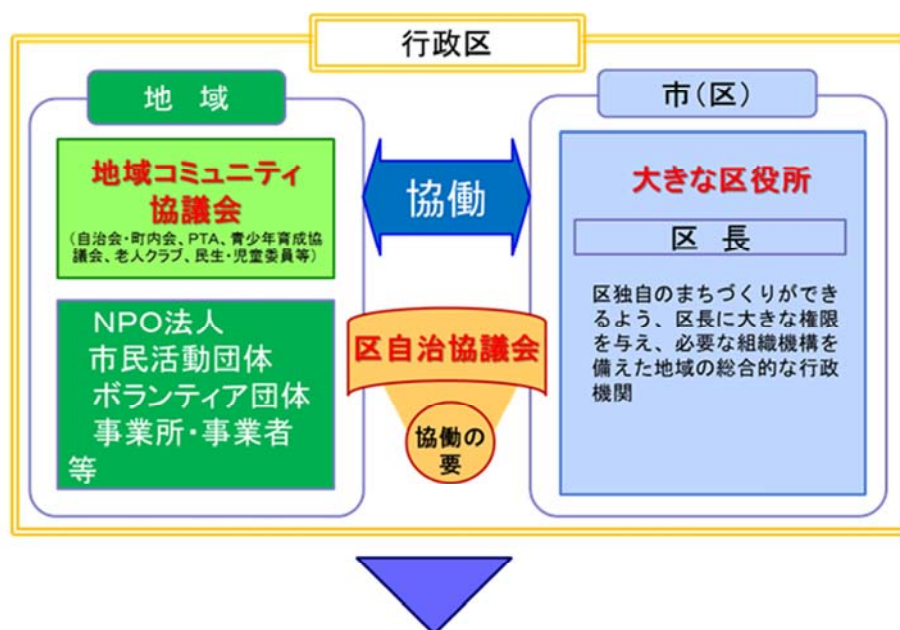 行政区
地 域
地域コミュニティ
協議会
（自治会・町内会、PTA、青少年育成協
議会、老人クラブ、民生・児童委員等）
NPO法人
市民活動団体
ボランティア団体
事業所・事業者
等
協働
区自治協議会
協働の
要
市（区）
大きな区役所
区 長
区独自のまちづくりができ
るよう、区長に大きな権限
を与え、必要な組織機構を
備えた地域の総合的な行政
機関